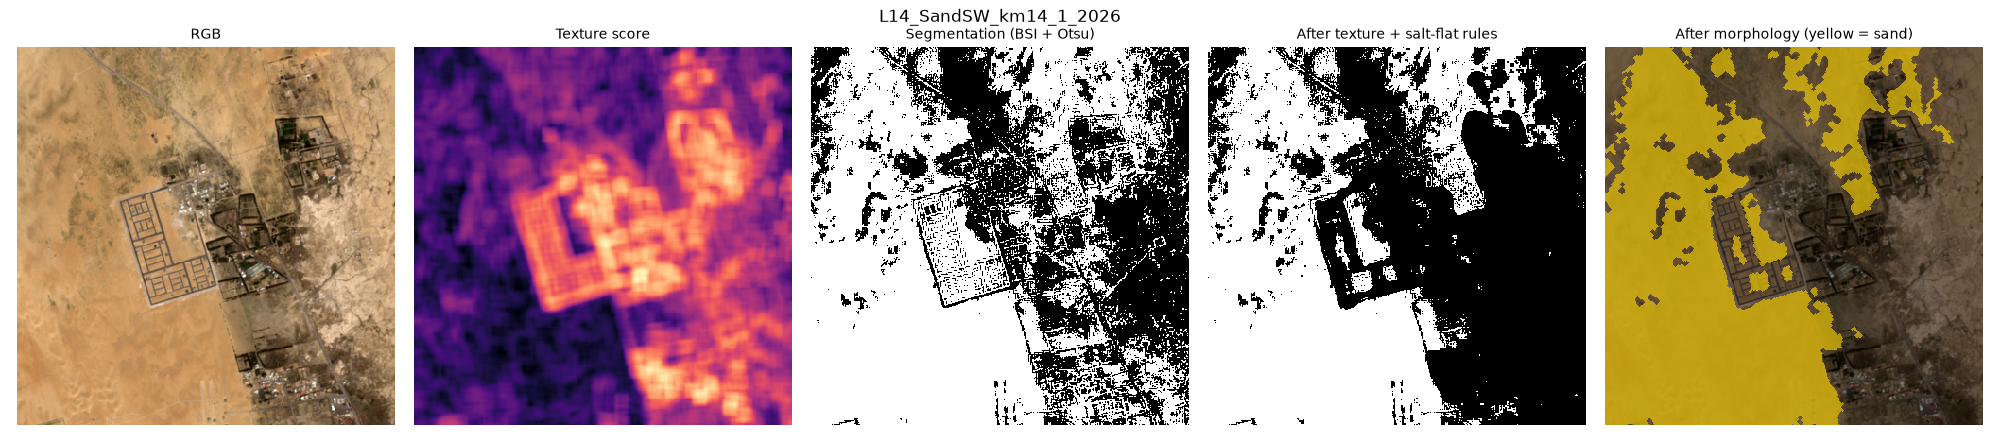 L14_SandSW_km14_1_2026
RGB
Texture score
Segmentation (BSI + Otsu)
After texture + salt-flat rules
After morphology (yellow = sand)